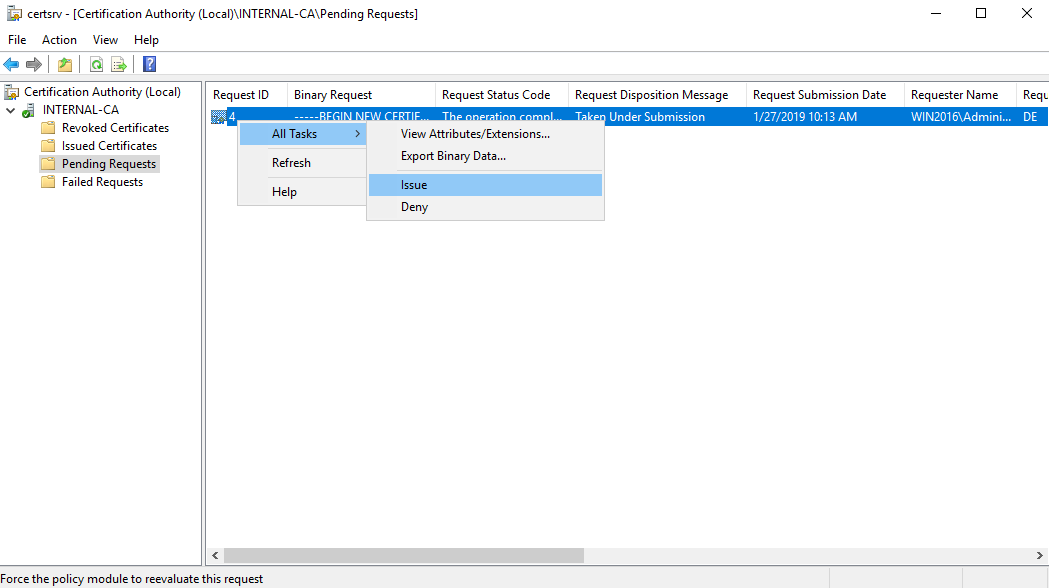 certsrv - [Certification Authority (Local)\INTERNAL-CA\Pending Requests]
File Action View Help
Certification Authority (Local)
INTERNAL-CA
Revoked Certificates
Issued Certificates
Pending Requests
Failed Requests
Request ID Binary Request Request Status Code Request Disposition Message Request Submission Date Requester Name Requ
4 -----BEGIN NEW CERTIF... The operation compl... Taken Under Submission 1/27/2019 10:13 AM WIN2016\Admini... DE
All Tasks
Refresh
Help
View Attributes/Extensions...
Export Binary Data...
Issue
Deny
Force the policy module to reevaluate this request